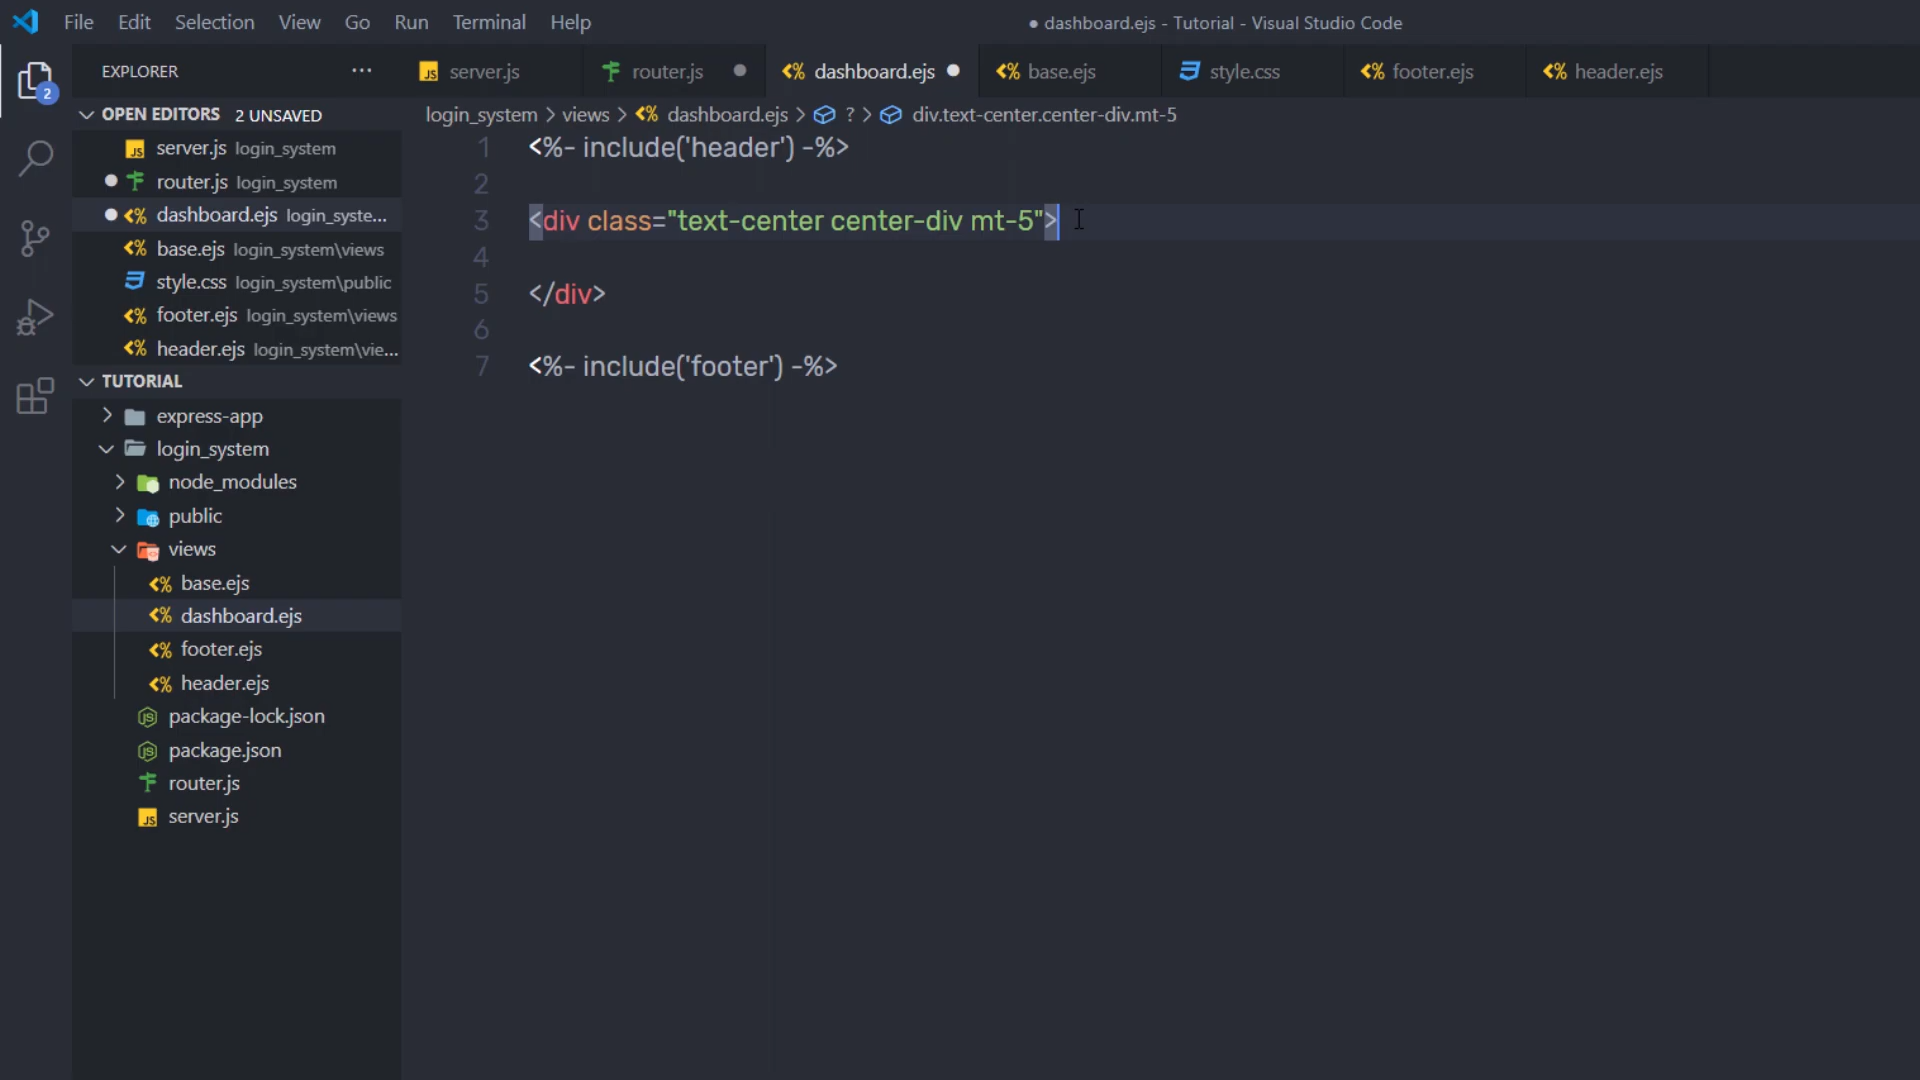 File Edit Selection View Go Run Terminal Help
● dashboard.ejs - Tutorial - Visual Studio Code
EXPLORER ···
server.js router.js dashboard.ejs base.ejs style.css footer.ejs header.ejs
2
OPEN EDITORS 2 UNSAVED
server.js login_system
router.js login_system
dashboard.ejs login_syste...
base.ejs login_system\views
style.css login_system\public
footer.ejs login_system\views
header.ejs login_system\vie...
TUTORIAL
express-app
login_system
node_modules
public
views
base.ejs
dashboard.ejs
footer.ejs
header.ejs
package-lock.json
package.json
router.js
server.js
login_system > views > dashboard.ejs > ? > div.text-center.center-div.mt-5
1 <%- include('header') -%>
2
3 <div class="text-center center-div mt-5">
4
5 </div>
6
7 <%- include('footer') -%>